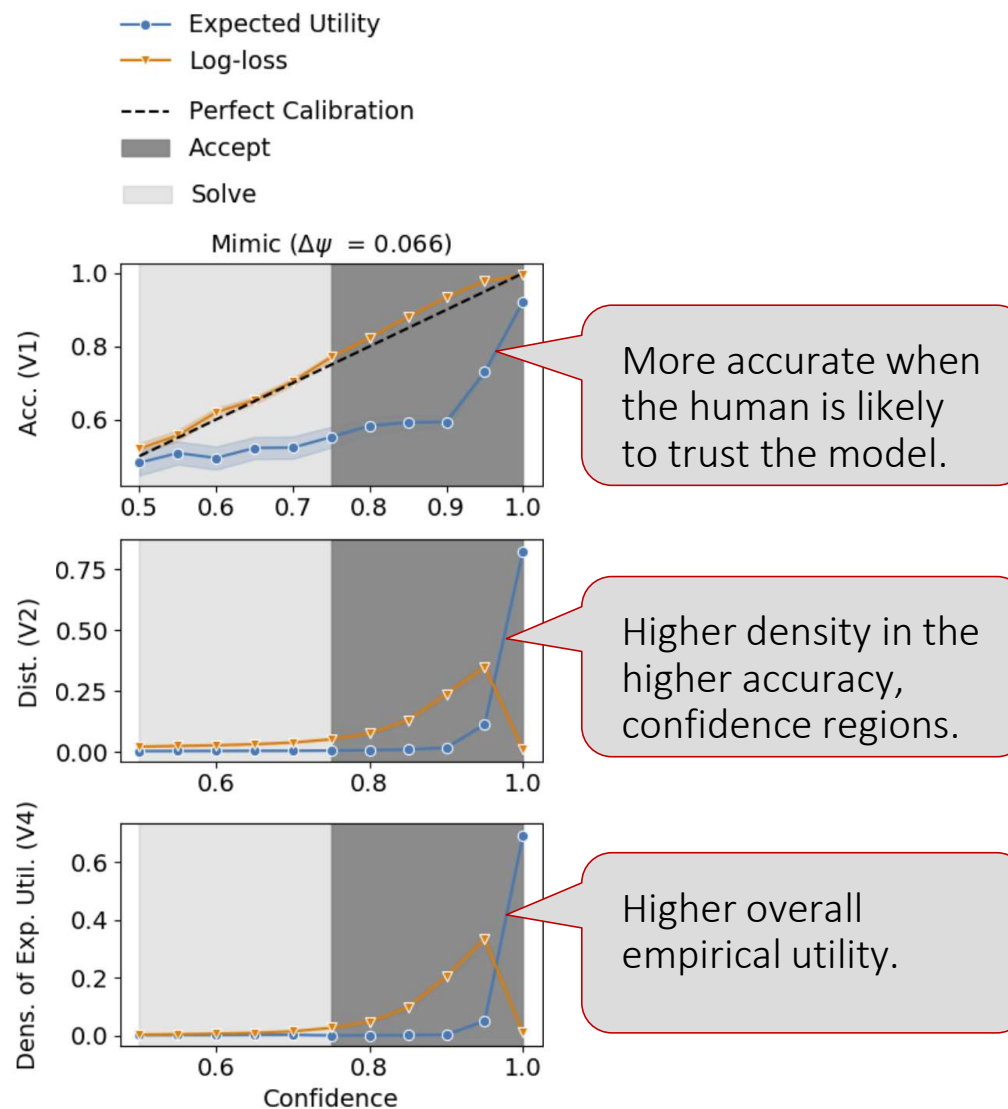 Expected Utility
Log-loss
Perfect Calibration
Accept
Solve
Mimic (Δψ = 0.066)
Acc. (V1)
1.0
0.8
0.6
0.5 0.6 0.7 0.8 0.9 1.0
More accurate when
the human is likely
to trust the model.
Dist. (V2)
0.75
0.50
0.25
0.00
0.6 0.8 1.0
Higher density in the
higher accuracy,
confidence regions.
Dens. of Exp. Util. (V4)
0.6
0.4
0.2
0.0
0.6 0.8 1.0
Confidence
Higher overall
empirical utility.